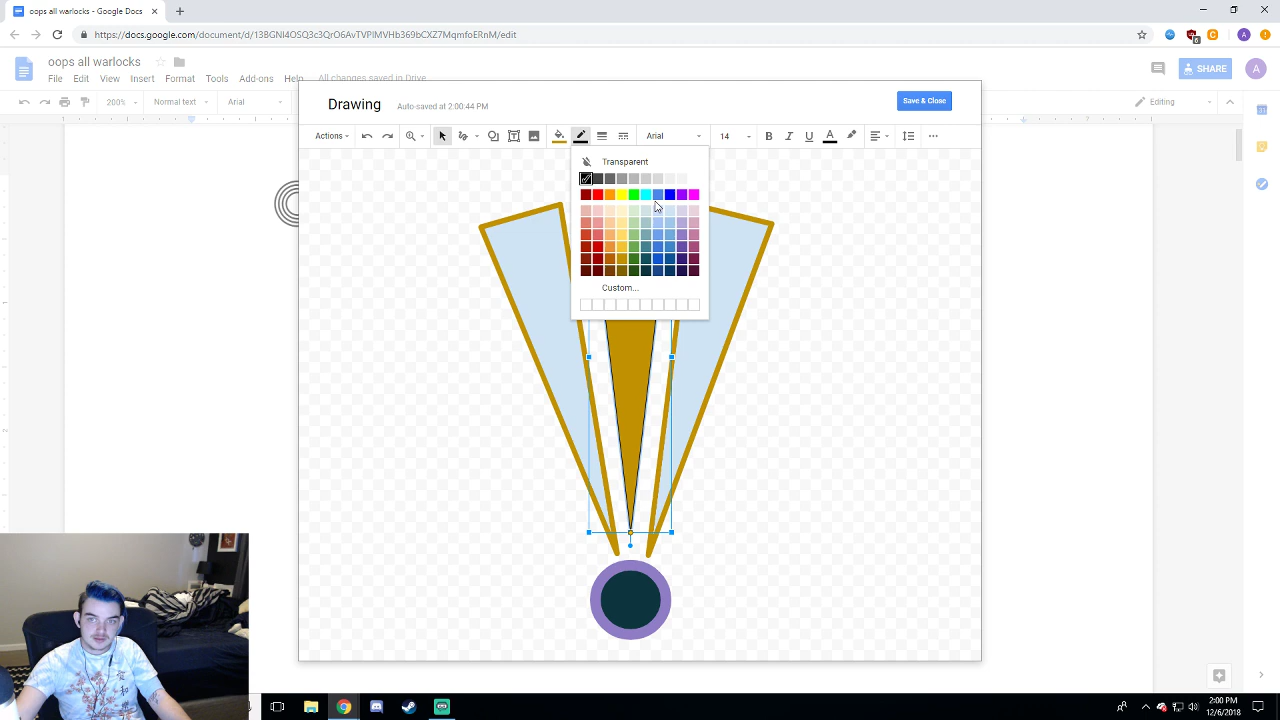 oops all warlocks - Google Docs
https://docs.google.com/document/d/13BGNI4OSQ3c3QrO6AvTVPIMVHb369bCXZ7MqmfoERnM/edit
oops all warlocks
File Edit View Insert Format Tools Add-ons Help All changes saved in Drive
SHARE
A
200% Normal text Arial
Editing
Drawing Auto-saved at 2:00:44 PM
Save & Close
Actions Arial 14 B I U A
Transparent
Custom...
2:00 PM
12/6/2018